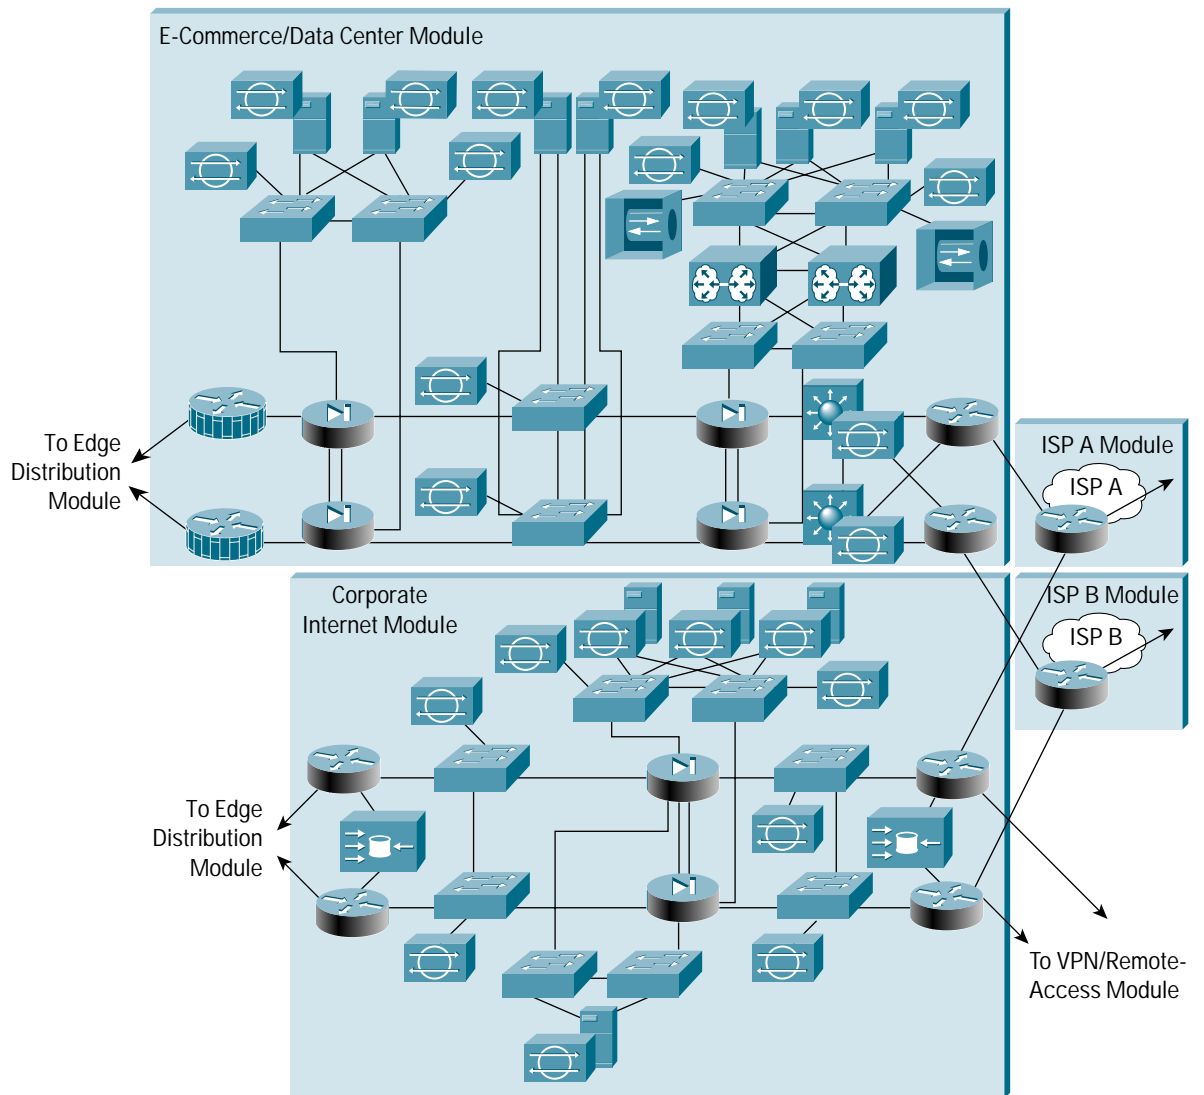 E-Commerce/Data Center Module
To Edge
Distribution
Module
ISP A Module
ISP A
ISP B Module
ISP B
Corporate
Internet Module
To Edge
Distribution
Module
To VPN/Remote-
Access Module